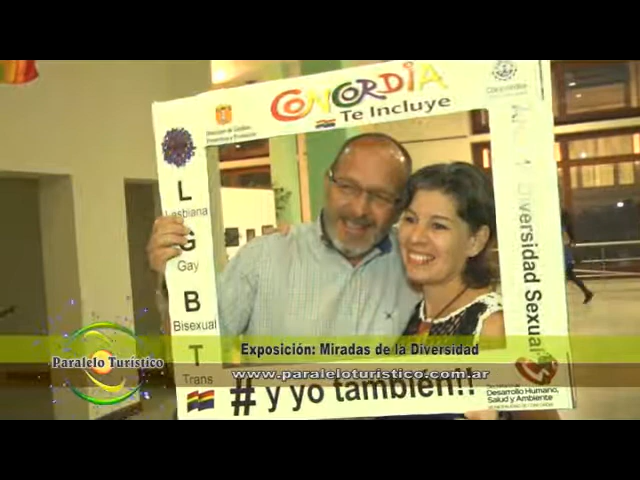 CONCORDIA
Te Incluye
L
Lesbiana
G
Gay
B
Bisexual
T
Trans
Diversidad Sexual
Exposición: Miradas de la Diversidad
Paralelo Turístico
www.paraleloturistico.com.ar
# y yo también!!
Desarrollo Humano,
Salud y Ambiente